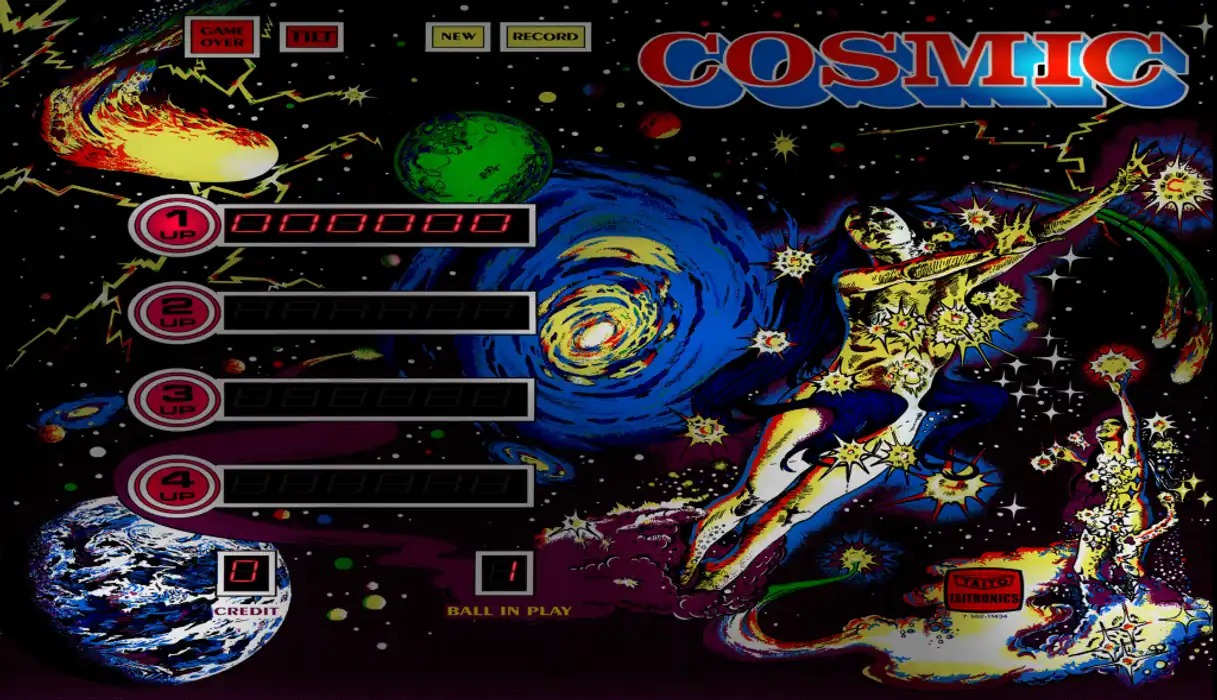 GAME
OVER
TILT
NEW
RECORD
COSMIC
1
UP
000000
2
UP
3
UP
4
UP
0
CREDIT
1
BALL IN PLAY
TAITO
TAITRONICS